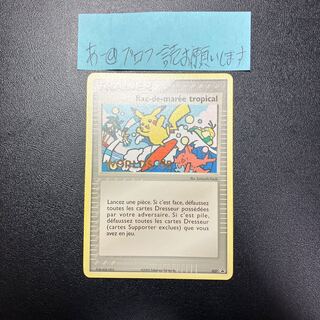 あー@プロフ 読お願いします
Raz-de-marée tropical
WORLDS
Lancez une pièce. Si c'est face, défaussez
toutes les cartes Dresseur possédées
par votre adversaire. Si c'est pile,
défaussez toutes les cartes Dresseur
(cartes Supporter exclues) que vous
avez en jeu.